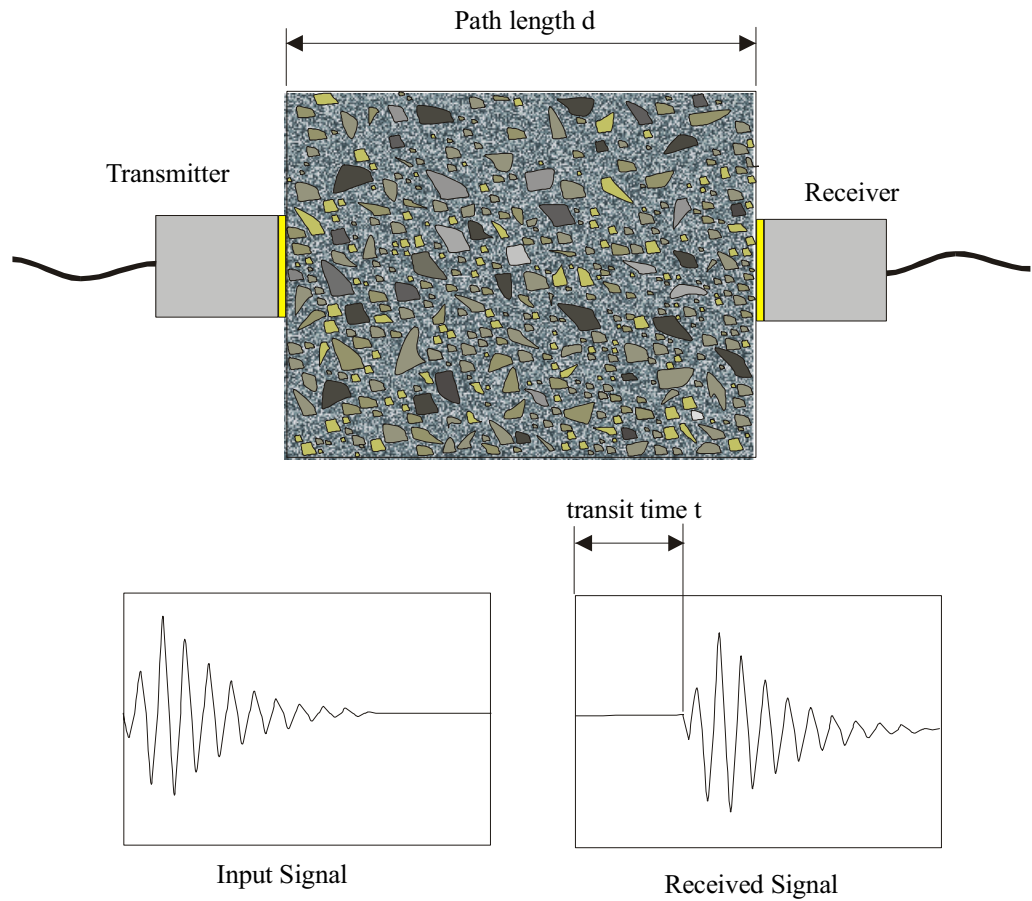 Path length d
Transmitter
Receiver
transit time t
Input Signal
Received Signal